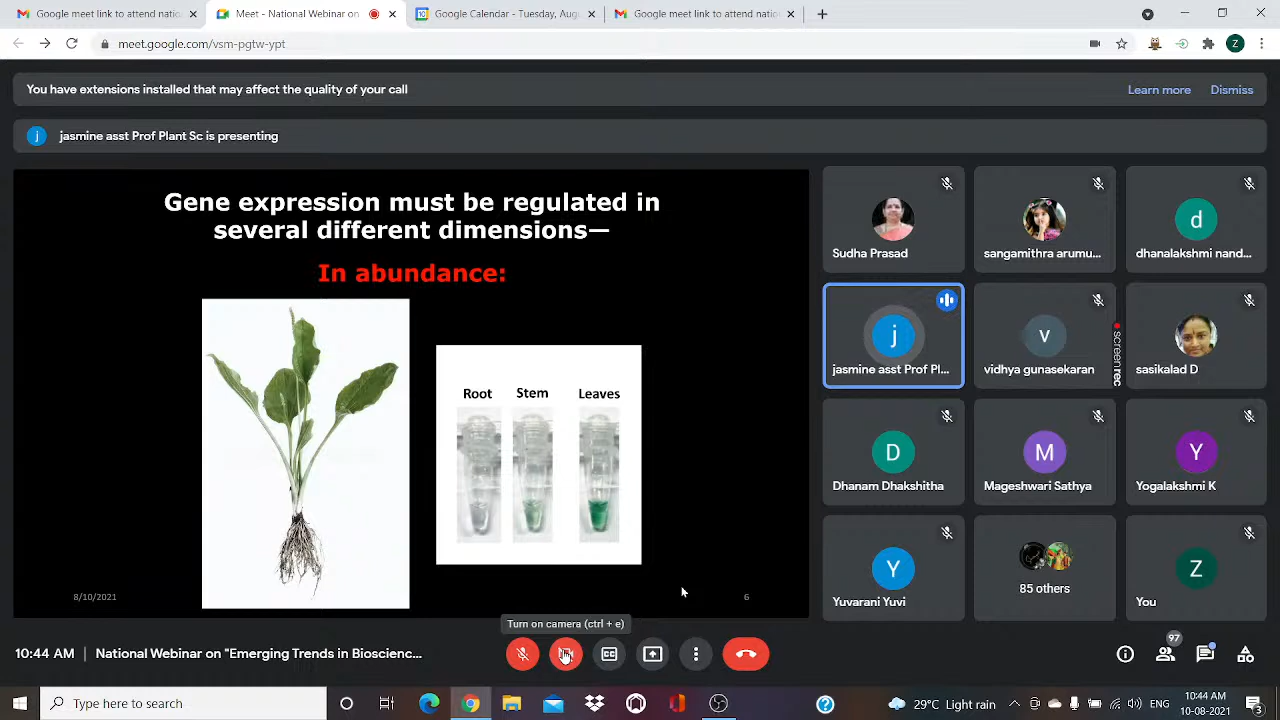 Google meet link to attend natio
Meet - National Webinar on
Google Calendar - Tuesday, Aug
Google meet link to attend natio
meet.google.com/vsm-pgtw-ypt
Z
You have extensions installed that may affect the quality of your call
Learn more
Dismiss
j
jasmine asst Prof Plant Sc is presenting
Gene expression must be regulated in
several different dimensions—
In abundance:
Root
Stem
Leaves
8/10/2021
6
Sudha Prasad
sangamithra arumu...
d
dhanalakshmi nand...
j
jasmine asst Prof Pl...
v
vidhya gunasekaran
screenrec
sasikala D
D
Dhanam Dhakshitha
M
Mageshwari Sathya
Y
Yogalakshmi K
Y
Yuvarani Yuvi
85 others
Z
You
Turn on camera (ctrl + e)
10:44 AM | National Webinar on "Emerging Trends in Bioscienc...
97
Type here to search
29°C Light rain
10:44 AM
10-08-2021
3